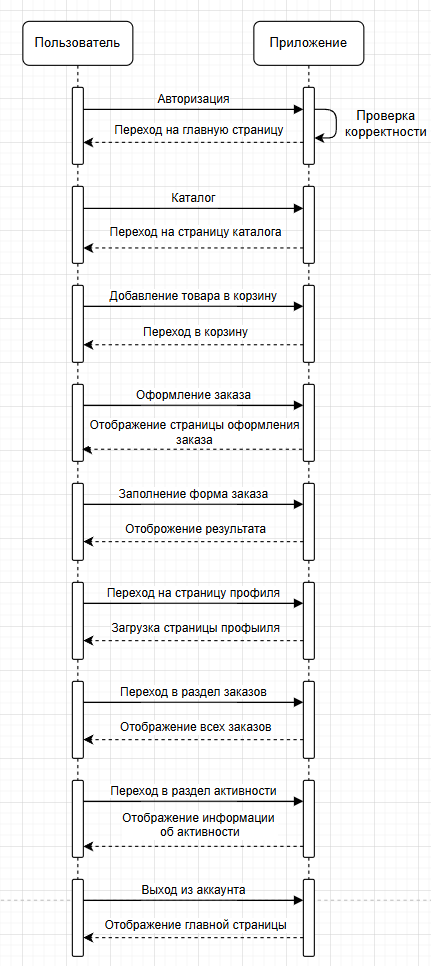 Пользователь
Приложение
Авторизация
Проверка
корректности
Переход на главную страницу
Каталог
Переход на страницу каталога
Добавление товара в корзину
Переход в корзину
Оформление заказа
Отображение страницы оформления
заказа
Заполнение форма заказа
Отоброжение результата
Переход на страницу профиля
Загрузка страницы профыиля
Переход в раздел заказов
Отображение всех заказов
Переход в раздел активности
Отображение информации
об активности
Выход из аккаунта
Отображение главной страницы